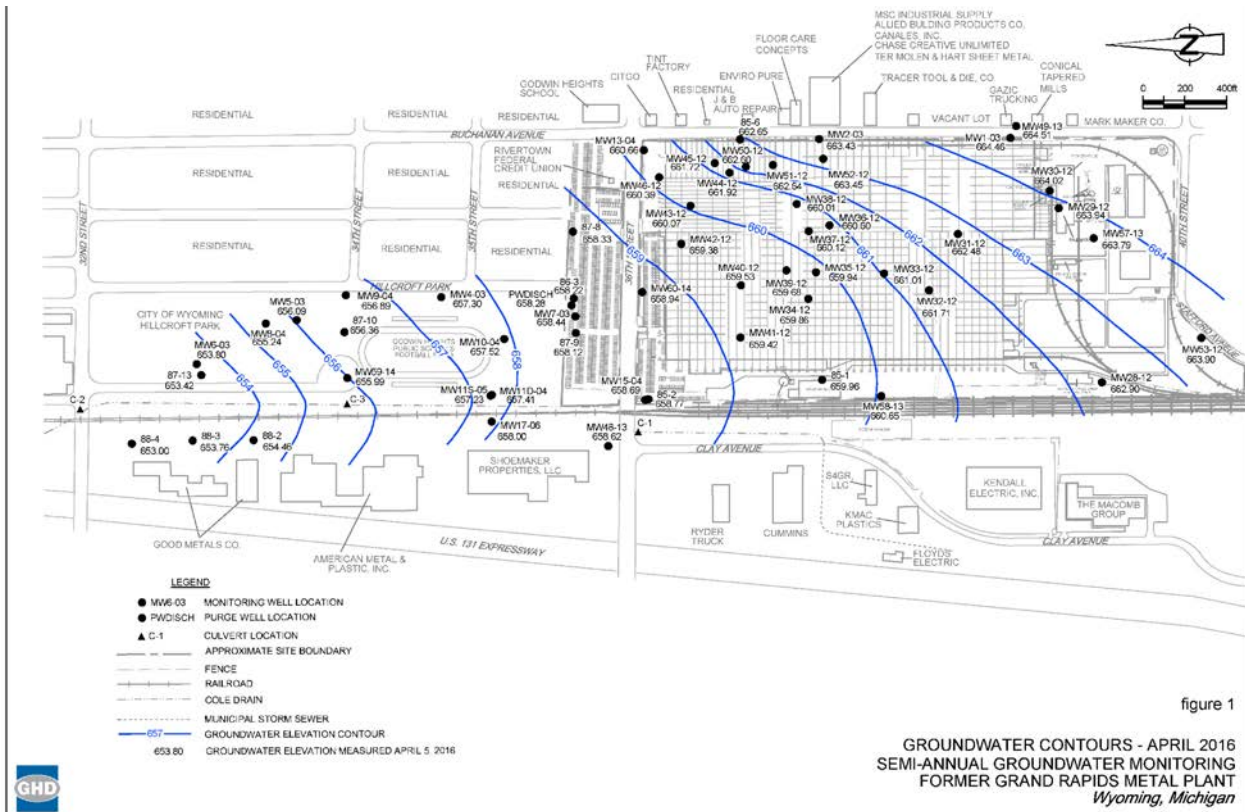 MSC INDUSTRIAL SUPPLY
ALLIED BULDING PRODUCTS CO.
CANALES, INC.
CHASE CREATIVE UNLIMITED
TER MOLEN & HART SHEET METAL
FLOOR CARE
CONCEPTS
TINT
FACTORY
CITGO
GODWIN HEIGHTS
SCHOOL
ENVIRO PURE
RESIDENTIAL
J & B
AUTO REPAIR
TRACER TOOL & DIE, CO
CONICAL
TAPERED
MILLS
GAZIC
TRUCKING
VACANT LOT
MARK MAKER CO.
Z
0 200 400ft
RESIDENTIAL
RESIDENTIAL
RESIDENTIAL
BUCHANAN AVENUE
85-6
662.65
MW2-03
663.43
MW49-13
664.51
MW1-03
664.46
MW13-04
660.66
RIVERTOWN
FEDERAL
CREDIT UNION
MW45-12
661.72
MW50-12
662.60
MW44-12
661.92
MW51-12
662.54
MW52-12
663.45
RESIDENTIAL
MW46-12
660.39
MW43-12
660.07
MW38-12
660.01
MW36-12
660.60
MW30-12
664.02
MW29-12
663.94
32ND STREET
34TH STREET
35TH STREET
36TH STREET
40TH STREET
RESIDENTIAL
RESIDENTIAL
RESIDENTIAL
87-8
658.33
MW42-12
659.38
MW37-12
660.12
MW31-12
662.48
MW57-13
663.79
659
660
661
662
663
664
HILLCROFT PARK
86-3
658.22
PWDISCH
658.28
MW7-03
658.44
87-9
658.12
MW60-14
658.94
MW40-12
659.53
MW39-12
659.68
MW35-12
659.94
MW34-12
659.86
MW33-12
661.01
MW32-12
661.71
MW41-12
659.42
STAFFORD AVENUE
MW53-12
663.90
MW28-12
662.90
CITY OF WYOMING
HILLCROFT PARK
MW5-03
656.09
MW9-04
656.89
MW4-03
657.30
MW8-04
655.24
87-10
656.36
GODWIN HEIGHTS
PUBLIC SCHOOLS
FOOTBALL
MW10-04
657.52
MW6-03
653.80
87-13
653.42
654
655
656
657
658
MW59-14
655.99
MW11S-05
657.23
MW11D-04
657.41
MW15-04
658.69
85-2
658.77
85-1
659.96
MW58-13
660.65
C-2
C-3
C-1
MW17-06
658.00
MW48-13
658.62
88-4
653.00
88-3
653.76
88-2
654.46
CLAY AVENUE
SHOEMAKER
PROPERTIES, LLC
S4GR,
LLC
KMAC
PLASTICS
KENDALL
ELECTRIC, INC.
THE MACOMB
GROUP
RYDER
TRUCK
CUMMINS
CLAY AVENUE
FLOYDS
ELECTRIC
GOOD METALS CO.
AMERICAN METAL &
PLASTIC, INC.
U.S. 131 EXPRESSWAY
LEGEND
MW6-03 MONITORING WELL LOCATION
PWDISCH PURGE WELL LOCATION
C-1 CULVERT LOCATION
APPROXIMATE SITE BOUNDARY
FENCE
RAILROAD
COLE DRAIN
MUNICIPAL STORM SEWER
657 GROUNDWATER ELEVATION CONTOUR
653.80 GROUNDWATER ELEVATION MEASURED APRIL 5, 2016
figure 1
GROUNDWATER CONTOURS - APRIL 2016
SEMI-ANNUAL GROUNDWATER MONITORING
FORMER GRAND RAPIDS METAL PLANT
Wyoming, Michigan
GHD